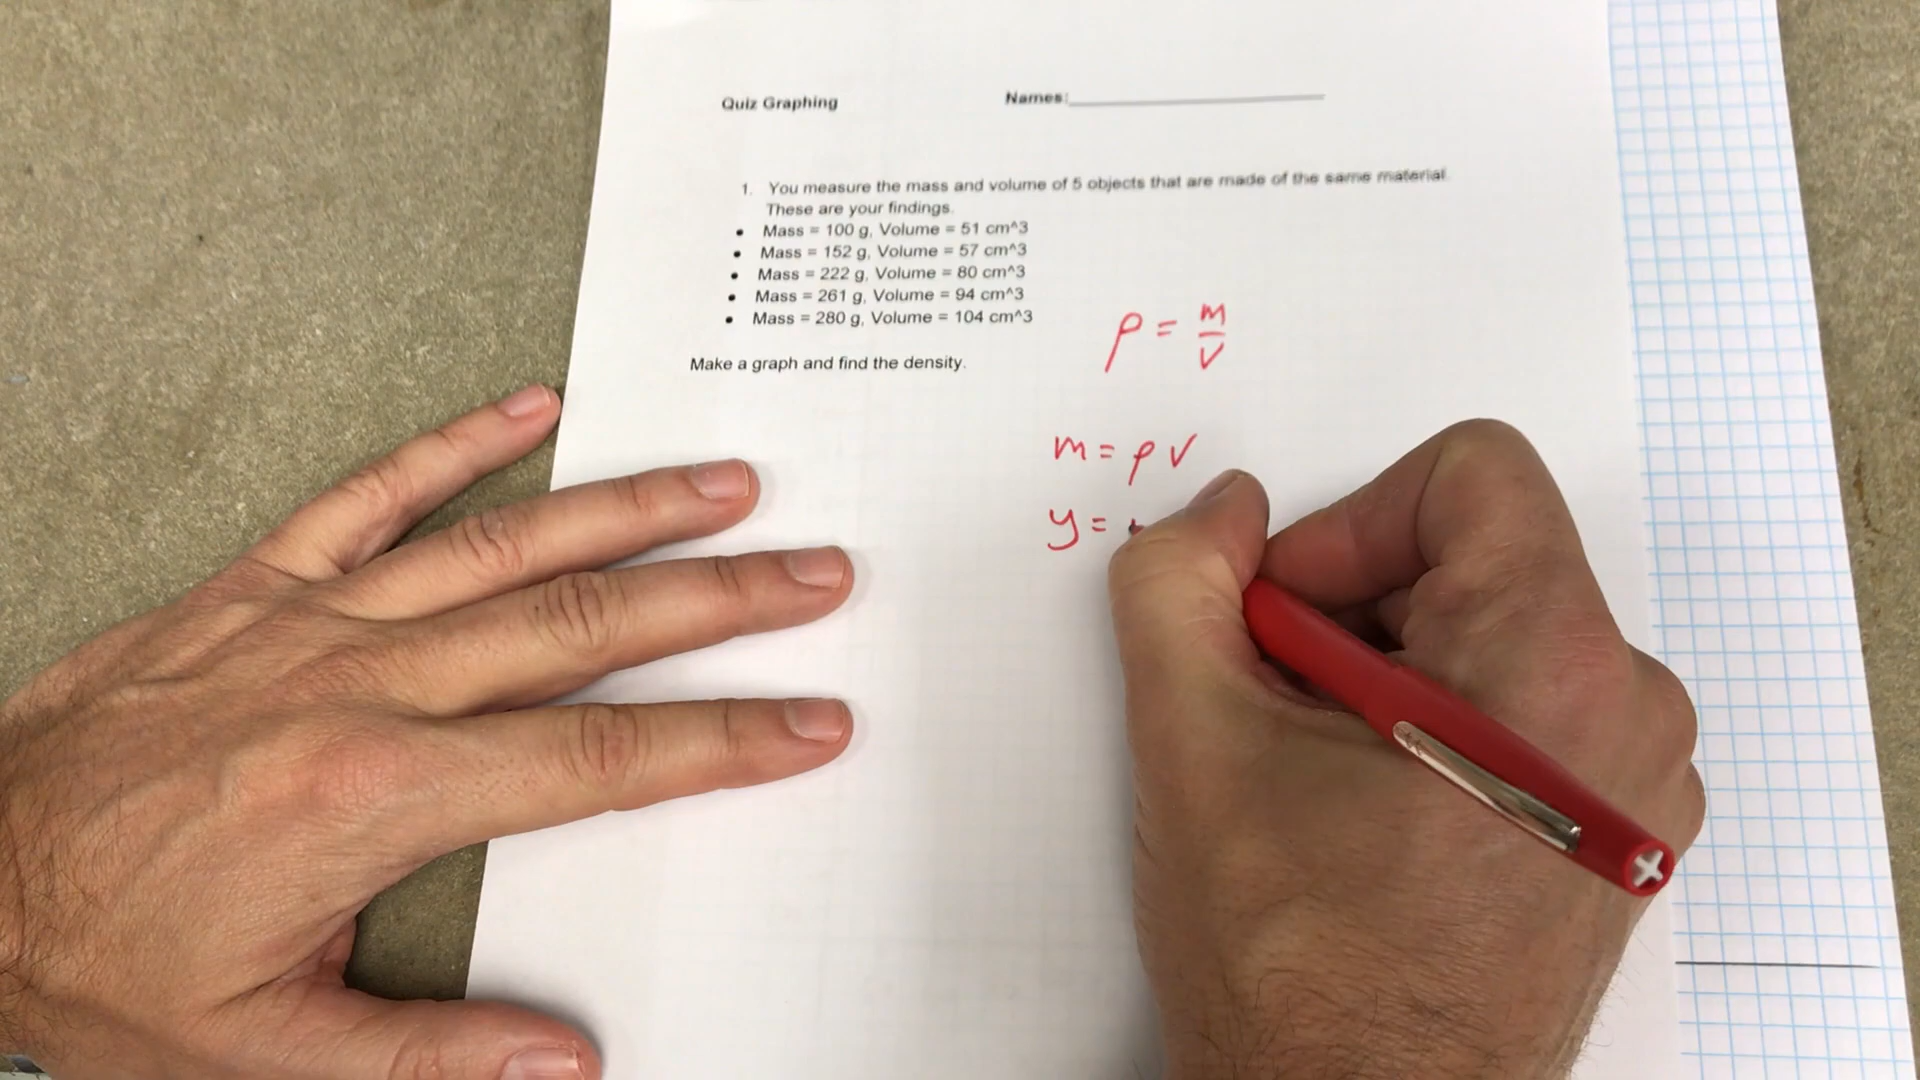 Quiz Graphing Names:
1. You measure the mass and volume of 5 objects that are made of the same material.
These are your findings.
• Mass = 100 g, Volume = 51 cm^3
• Mass = 152 g, Volume = 57 cm^3
• Mass = 222 g, Volume = 80 cm^3
• Mass = 261 g, Volume = 94 cm^3
• Mass = 280 g, Volume = 104 cm^3
ρ = m/v
Make a graph and find the density.
m = ρ v
y =